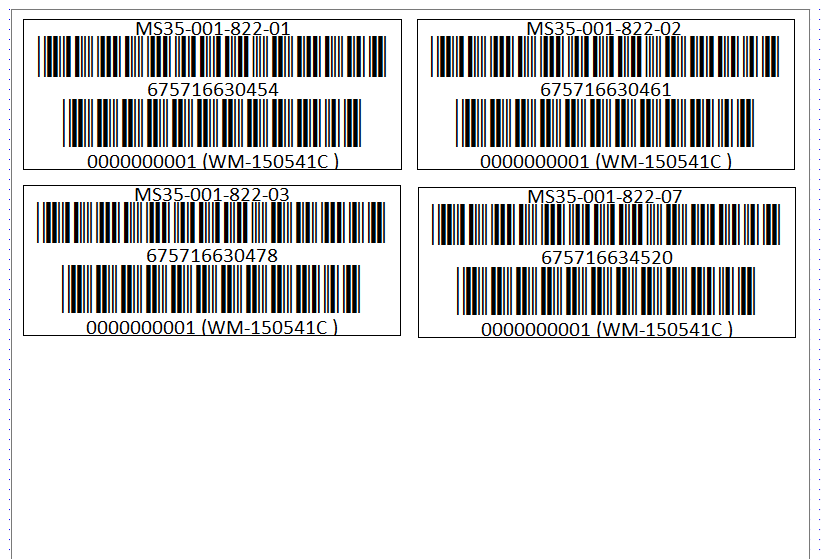 MS35-001-822-01
675716630454
0000000001 (WM-150541C )
MS35-001-822-02
675716630461
0000000001 (WM-150541C )
MS35-001-822-03
675716630478
0000000001 (WM-150541C )
MS35-001-822-07
675716634520
0000000001 (WM-150541C )